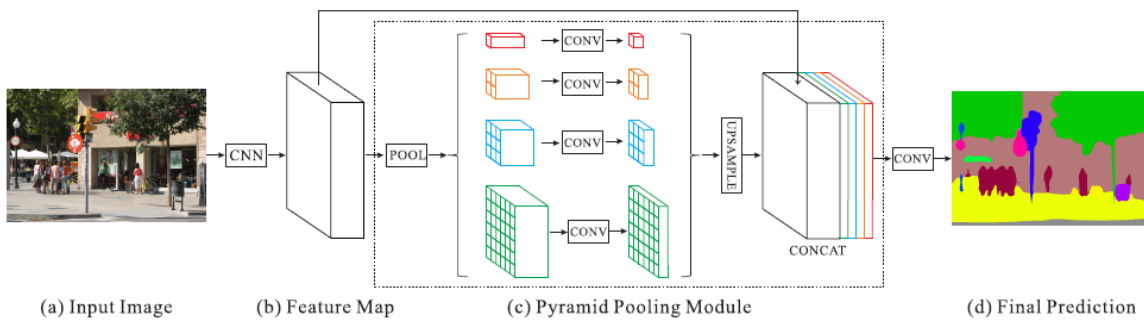 CNN
POOL
CONV
CONV
CONV
CONV
UPSAMPLE
CONCAT
CONV
(a) Input Image
(b) Feature Map
(c) Pyramid Pooling Module
(d) Final Prediction